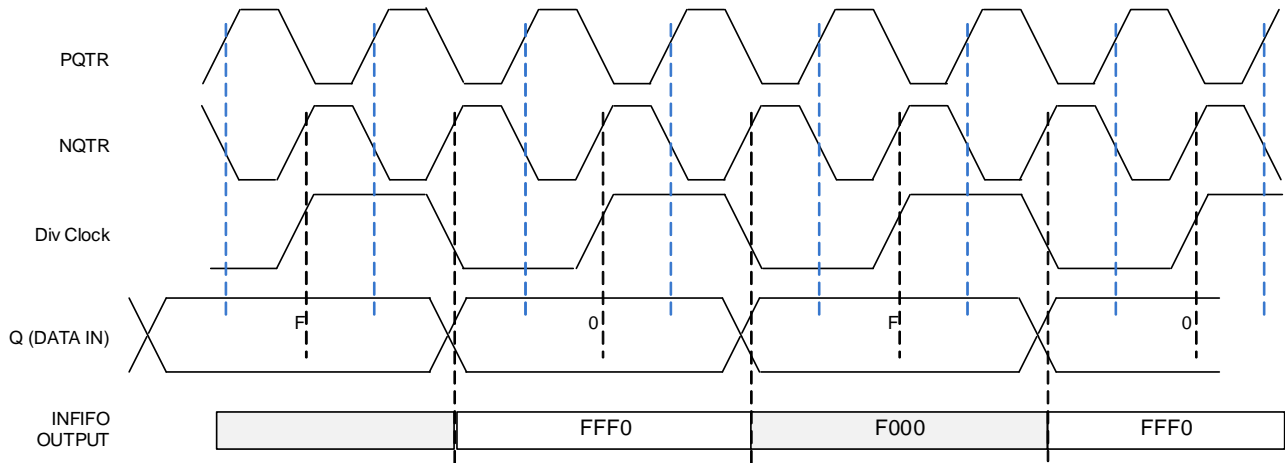 PQTR
NQTR
Div Clock
Q (DATA IN)
F 0 F 0
INFIFO
OUTPUT
FFF0 F000 FFF0